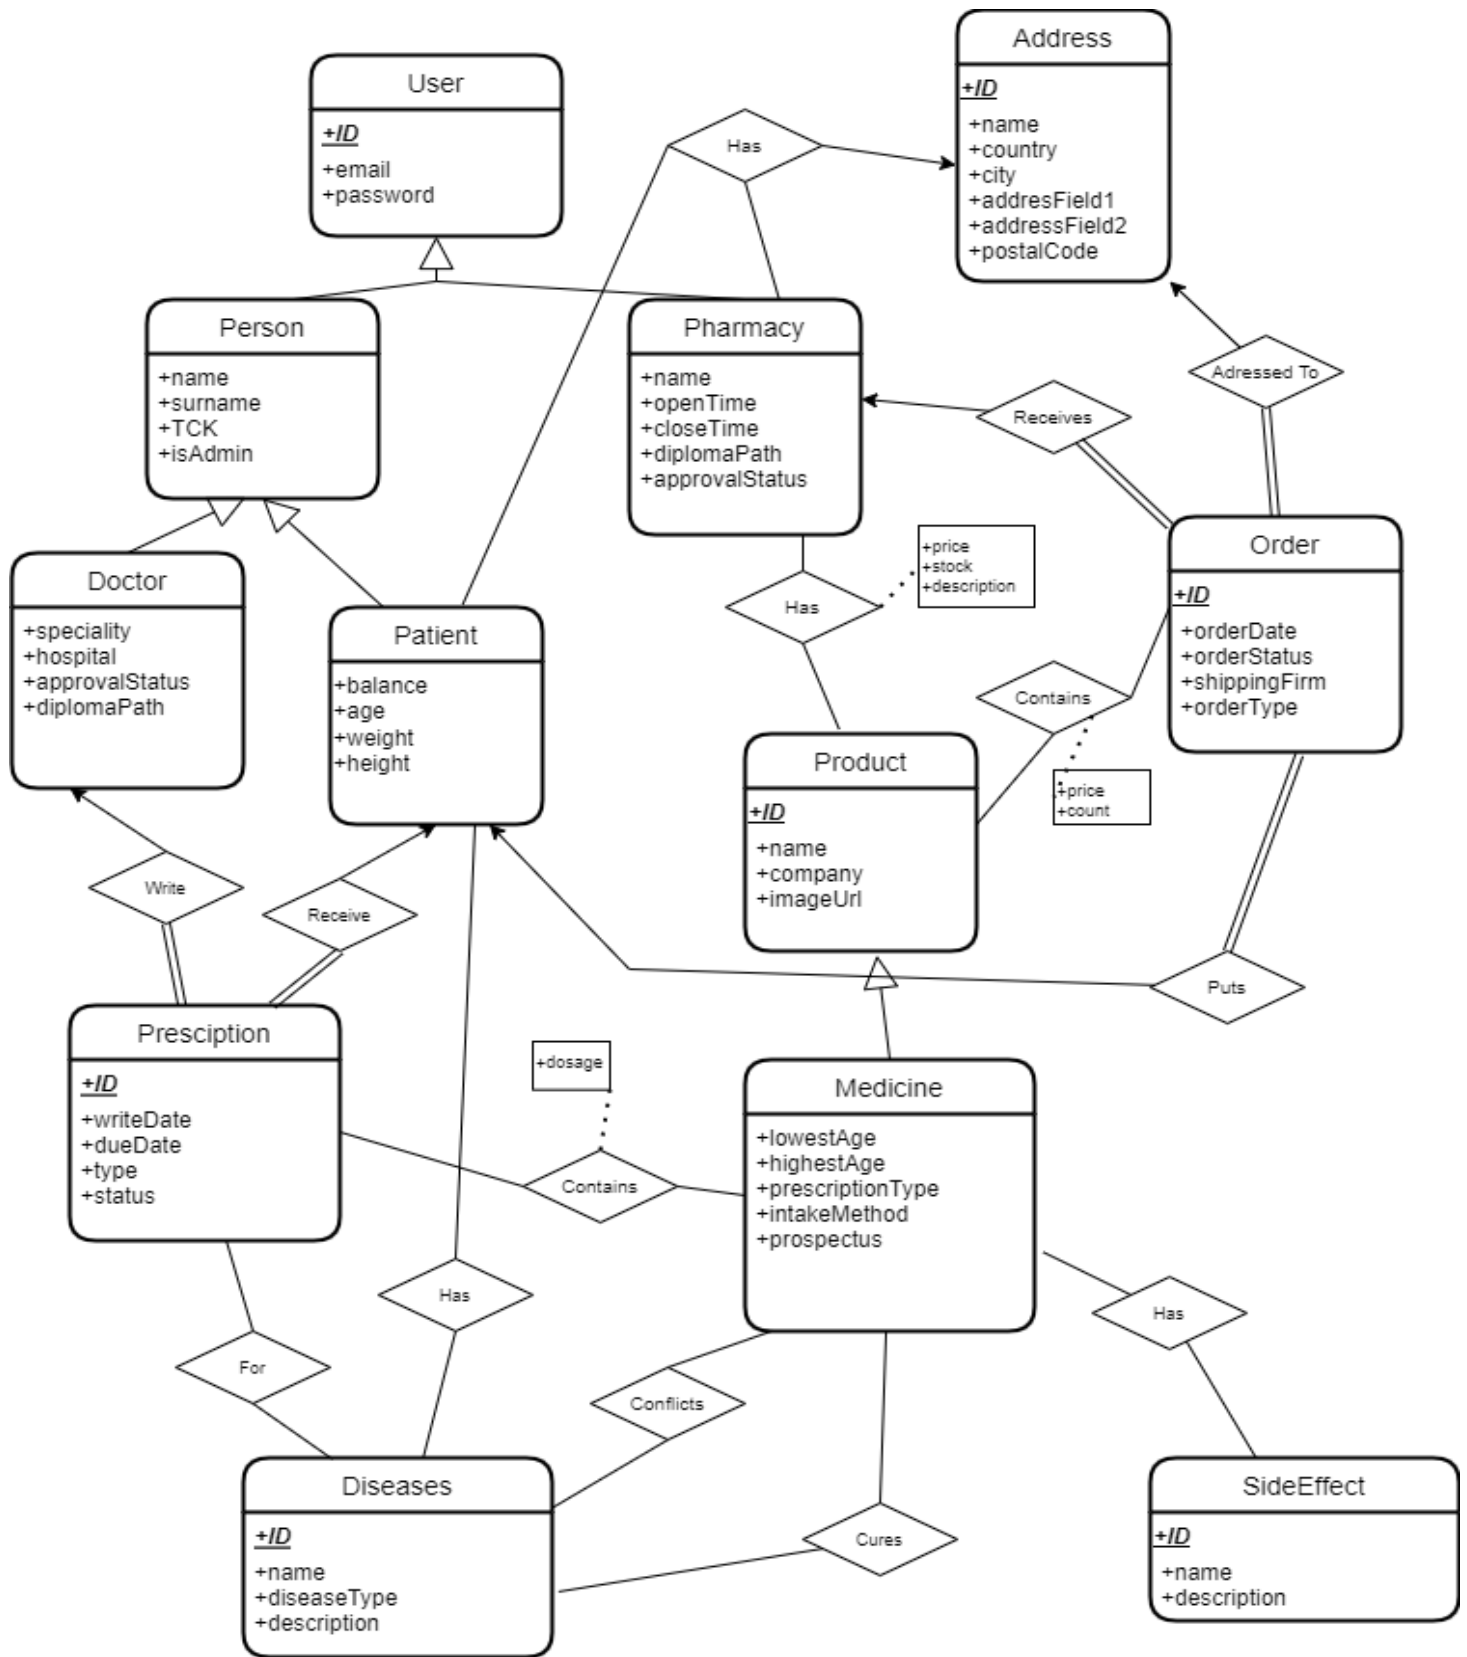 Address
+ID
+name
+country
+city
+addresField1
+addressField2
+postalCode
User
+ID
+email
+password
Has
Person
+name
+surname
+TCK
+isAdmin
Pharmacy
+name
+openTime
+closeTime
+diplomaPath
+approvalStatus
Adressed To
Receives
Doctor
+speciality
+hospital
+approvalStatus
+diplomaPath
Patient
+balance
+age
+weight
+height
Has
+price
+stock
+description
Order
+ID
+orderDate
+orderStatus
+shippingFirm
+orderType
Contains
+price
+count
Product
+ID
+name
+company
+imageUrl
Write
Receive
Puts
Presciption
+ID
+writeDate
+dueDate
+type
+status
+dosage
Contains
Medicine
+lowestAge
+highestAge
+prescriptionType
+intakeMethod
+prospectus
Has
Has
For
Conflicts
Cures
Diseases
+ID
+name
+diseaseType
+description
SideEffect
+ID
+name
+description